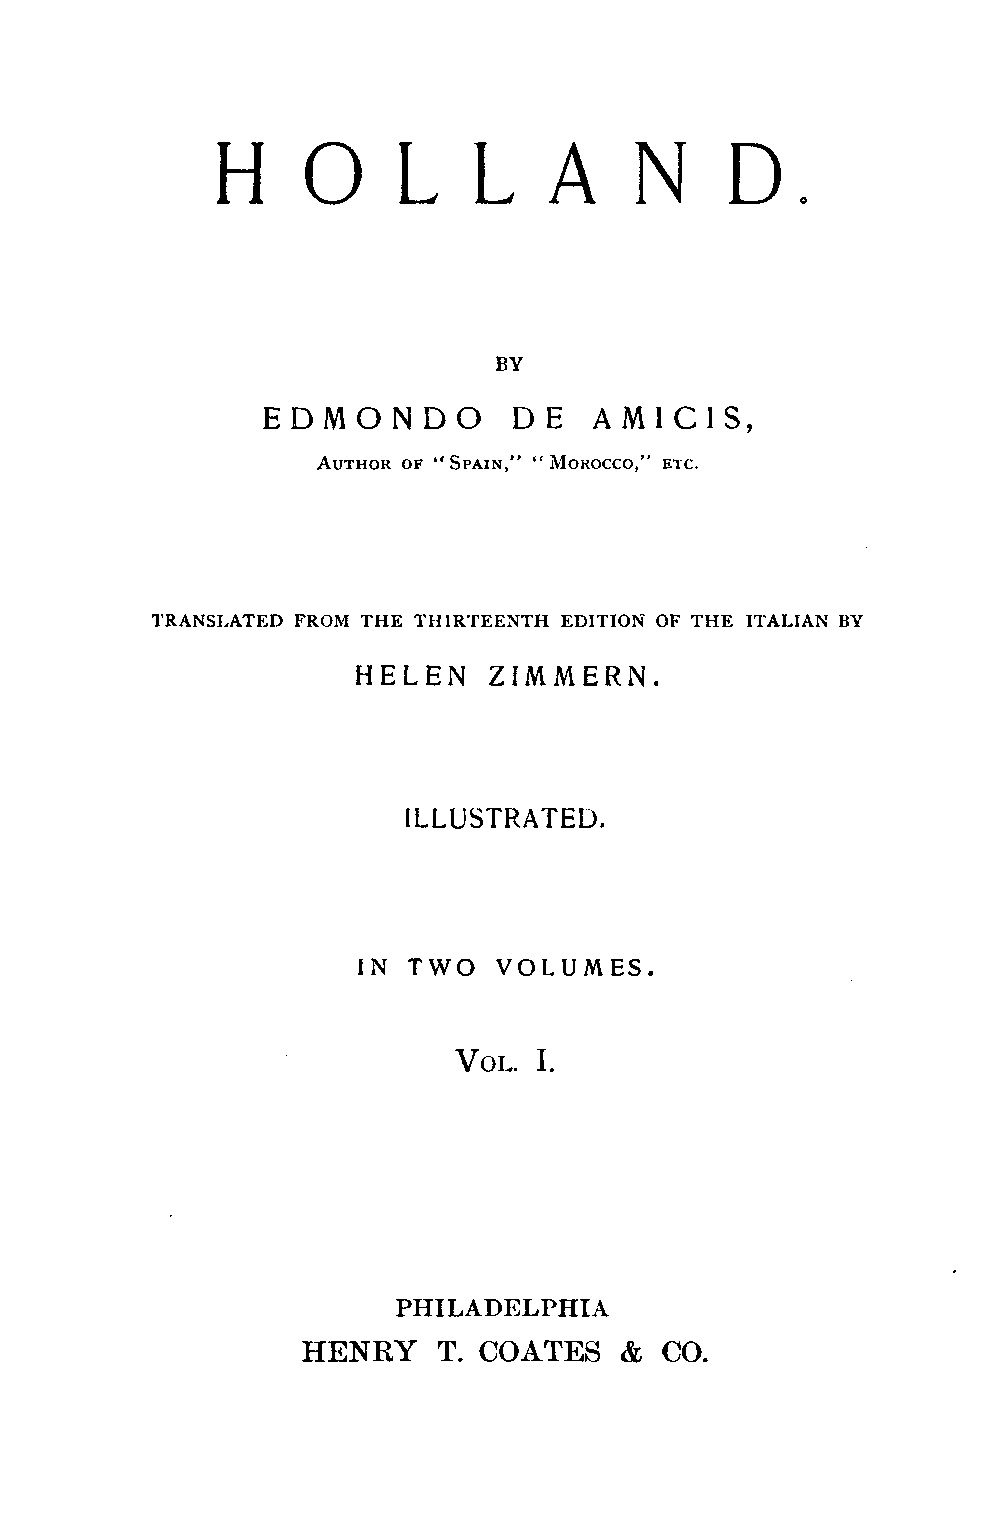 HOLLAND.
BY
EDMONDO DE AMICIS,
AUTHOR OF "SPAIN," "MOROCCO," ETC.
TRANSLATED FROM THE THIRTEENTH EDITION OF THE ITALIAN BY
HELEN ZIMMERN.
ILLUSTRATED.
IN TWO VOLUMES.
VOL. I.
PHILADELPHIA
HENRY T. COATES & CO.